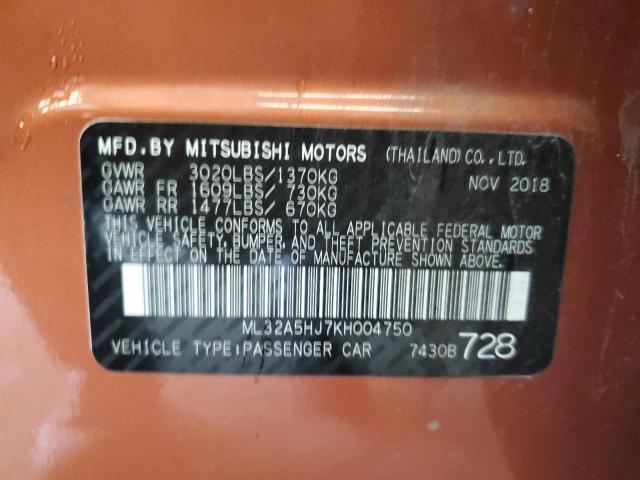 MFD.BY MITSUBISHI MOTORS (THAILAND)CO.,LTD.
GVWR 3020LBS/1370KG NOV 2018
GAWR FR 1609LBS/ 730KG
GAWR RR 1477LBS/ 670KG
THIS VEHICLE CONFORMS TO ALL APPLICABLE FEDERAL MOTOR
VEHICLE SAFETY, BUMPER, AND THEFT PREVENTION STANDARDS
IN EFFECT ON THE DATE OF MANUFACTURE SHOWN ABOVE.
ML32A5HJ7KH004750
VEHICLE TYPE:PASSENGER CAR 7430B 728